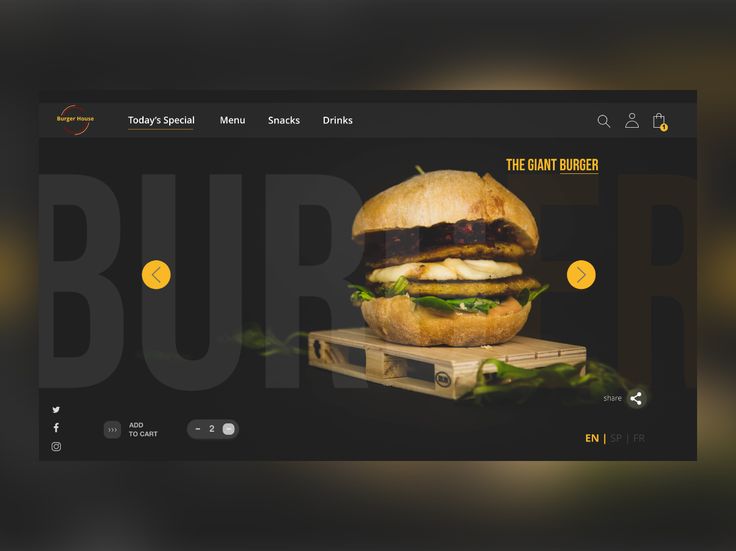 Burger House
Today's Special
Menu
Snacks
Drinks
1
THE GIANT BURGER
BURGER
share
ADD
TO CART
- 2 -
EN | SP | FR